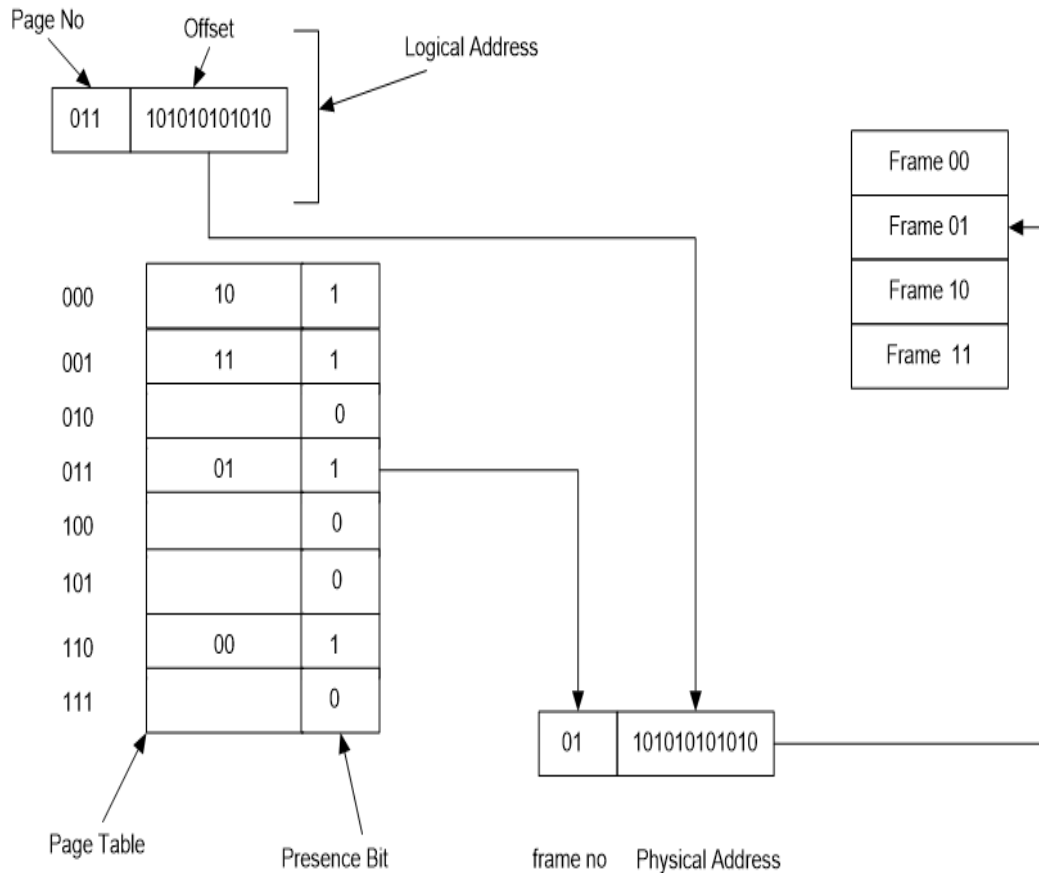 Page No
Offset
Logical Address
011 101010101010
Frame 00
Frame 01
Frame 10
Frame 11
000 10 1
001 11 1
010 0
011 01 1
100 0
101 0
110 00 1
111 0
01 101010101010
Page Table
Presence Bit
frame no Physical Address